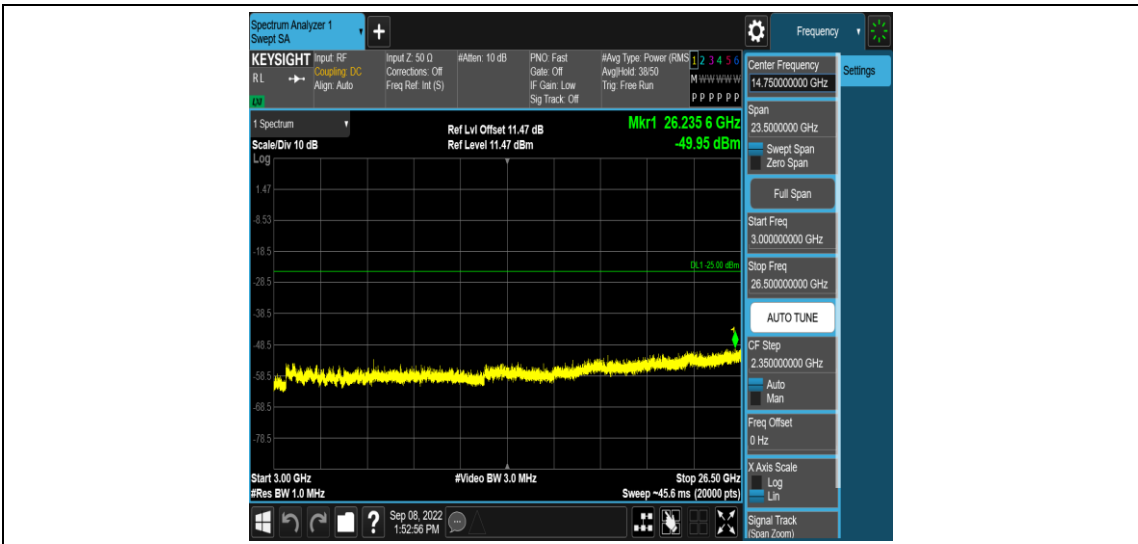 Spectrum Analyzer 1
Swept SA
+
Frequency
KEYSIGHT
RL
LXI
Input: RF
Coupling: DC
Align: Auto
Input Z: 50 Ω
Corrections: Off
Freq Ref: Int (S)
#Atten: 10 dB
PNO: Fast
Gate: Off
IF Gain: Low
Sig Track: Off
#Avg Type: Power (RMS
Avg|Hold: 38/50
Trig: Free Run
1 2 3 4 5 6
M W W W W W
P P P P P P
1 Spectrum
Scale/Div 10 dB
Log
Ref Lvl Offset 11.47 dB
Ref Level 11.47 dBm
Mkr1 26.235 6 GHz
-49.95 dBm
1.47
-8.53
-18.5
DL1 -25.00 dBm
-28.5
-38.5
1
-48.5
-58.5
-68.5
-78.5
Start 3.00 GHz
#Res BW 1.0 MHz
#Video BW 3.0 MHz
Stop 26.50 GHz
Sweep ~45.6 ms (20000 pts)
?
Sep 08, 2022
1:52:56 PM
Center Frequency
14.750000000 GHz
Settings
Span
23.5000000 GHz
Swept Span
Zero Span
Full Span
Start Freq
3.000000000 GHz
Stop Freq
26.500000000 GHz
AUTO TUNE
CF Step
2.350000000 GHz
Auto
Man
Freq Offset
0 Hz
X Axis Scale
Log
Lin
Signal Track
(Span Zoom)